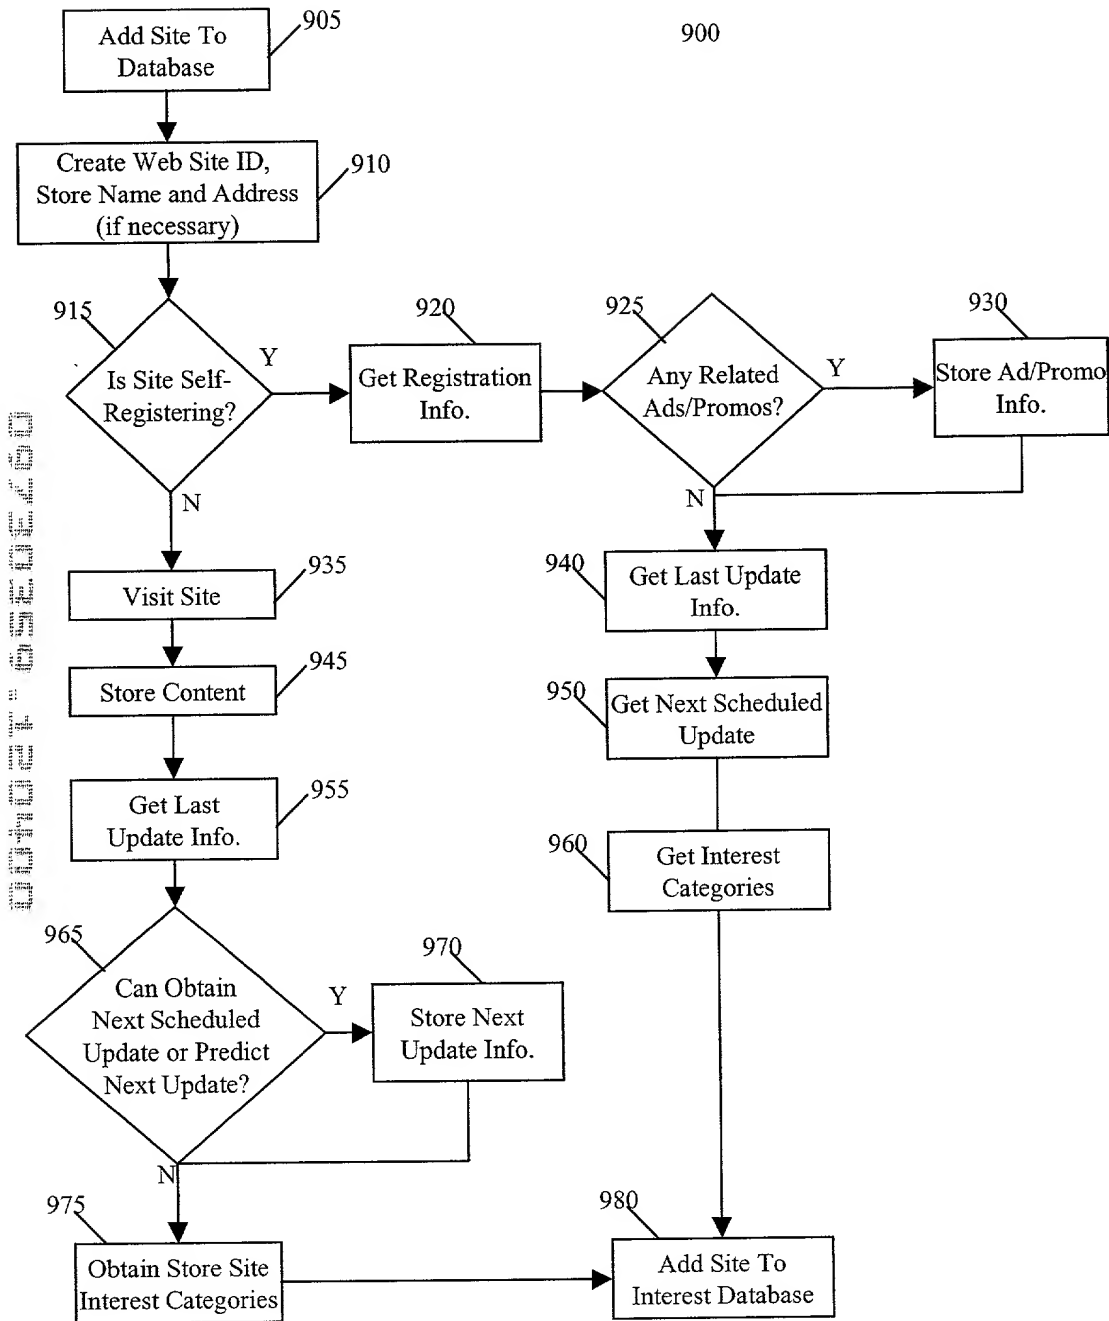 Add Site To
Database
905
900
Create Web Site ID,
Store Name and Address
(if necessary)
910
915
Is Site Self-
Registering?
Y
N
920
Get Registration
Info.
925
Any Related
Ads/Promos?
Y
N
930
Store Ad/Promo
Info.
935
Visit Site
940
Get Last Update
Info.
945
Store Content
950
Get Next Scheduled
Update
955
Get Last
Update Info.
960
Get Interest
Categories
965
Can Obtain
Next Scheduled
Update or Predict
Next Update?
Y
N
970
Store Next
Update Info.
975
Obtain Store Site
Interest Categories
980
Add Site To
Interest Database